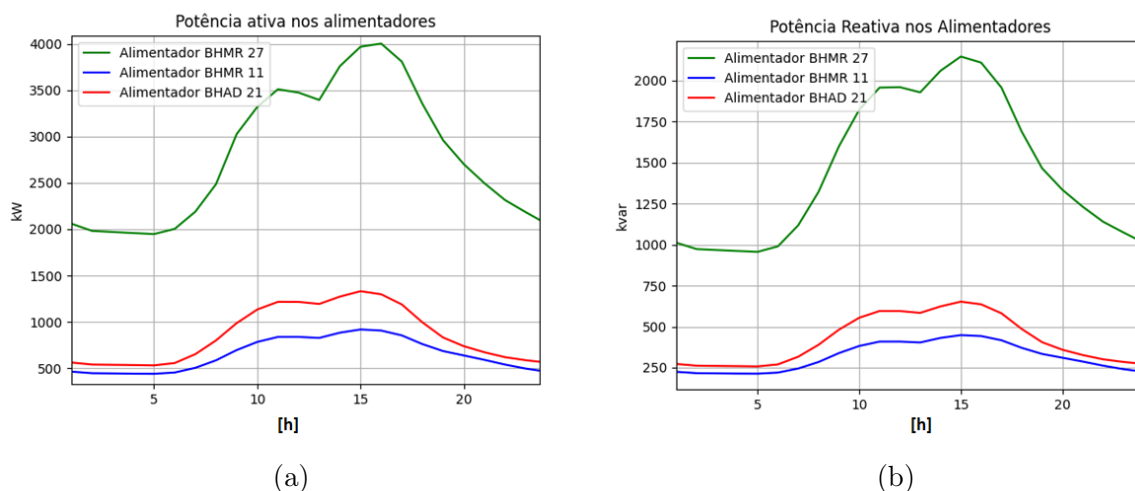 Potência ativa nos alimentadores
4000
3500
3000
2500
2000
1500
1000
500
kW
Alimentador BHMR 27
Alimentador BHMR 11
Alimentador BHAD 21
5
10
15
20
[h]
(a)
Potência Reativa nos Alimentadores
2000
1750
1500
1250
1000
750
500
250
kvar
Alimentador BHMR 27
Alimentador BHMR 11
Alimentador BHAD 21
5
10
15
20
[h]
(b)